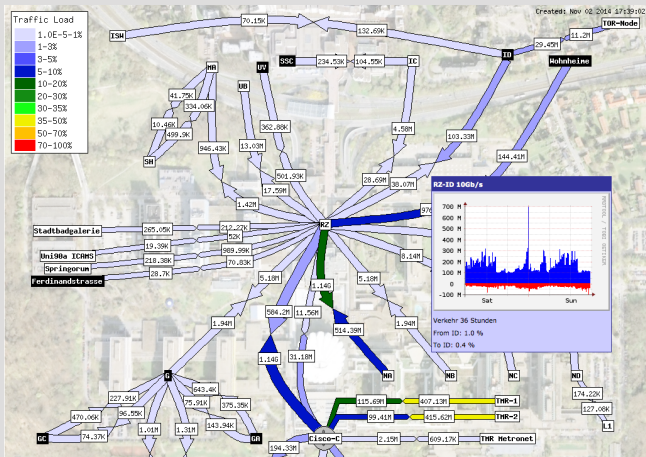 Created: Nov 02 2014 17:39:02
Traffic Load
1.0E-5-1%
1-3%
3-5%
5-10%
10-20%
20-30%
30-35%
35-50%
50-70%
70-100%
ISW
70.15K
132.69K
TOR-Node
11.2M
29.45M
ID
Wohnheime
SSC
234.53K
104.55K
IC
MA
UV
UB
41.75K
334.06K
10.46K
499.9K
SH
946.43K
362.88K
13.03M
501.93K
17.59M
1.42M
4.58M
28.69M
38.07M
103.33M
144.41M
RZ
976
8.14M
Stadtbadgalerie
265.05K
212.27K
Uni90a ICAMS
19.39K
52K
Springorum
218.38K
989.99K
Ferdinandstrasse
28.7K
70.83K
RZ-ID 10Gb/s
700 M
600 M
500 M
400 M
300 M
200 M
100 M
0 M
-100 M
Sat
Sun
Verkehr 36 Stunden
From ID: 1.0 %
To ID: 0.4 %
5.18M
584.2M
11.56M
1.14G
5.18M
1.94M
514.39M
1.94M
1.14G
31.18M
NA
NB
NC
ND
G
227.91K
643.4K
75.91K
375.35K
470.06K
96.55K
74.37K
GC
1.01M
1.31M
143.94K
GA
174.22K
127.08K
L1
115.69M
407.13M
TMR-1
99.41M
415.62M
TMR-2
Cisco-C
2.15M
609.17K
TMR Metronet
194.33M